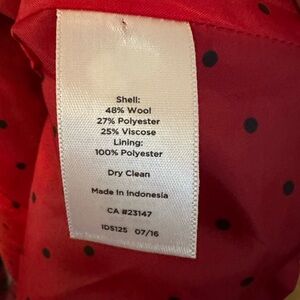 Shell:
48% Wool
27% Polyester
25% Viscose
Lining:
100% Polyester
Dry Clean
Made In Indonesia
CA #23147
IDS125 07/16